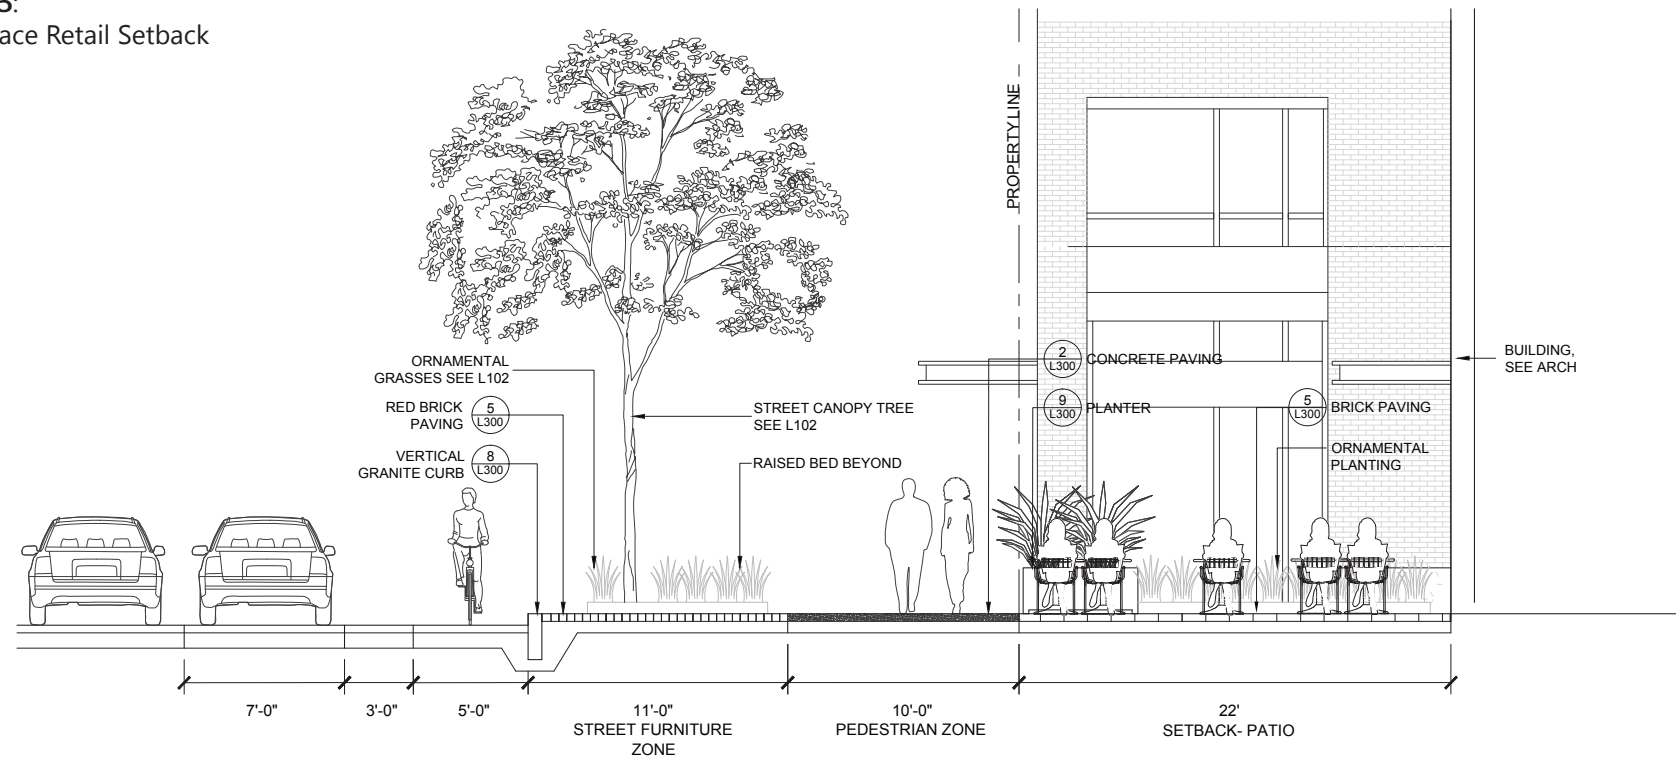 ace Retail Setback
PROPERTY LINE
ORNAMENTAL
GRASSES SEE L102
RED BRICK
PAVING
5
L300
VERTICAL
GRANITE CURB
8
L300
STREET CANOPY TREE
SEE L102
RAISED BED BEYOND
2
L300
CONCRETE PAVING
9
L300
PLANTER
5
L300
BRICK PAVING
ORNAMENTAL
PLANTING
BUILDING,
SEE ARCH
7'-0"
3'-0"
5'-0"
11'-0"
STREET FURNITURE
ZONE
10'-0"
PEDESTRIAN ZONE
22'
SETBACK- PATIO